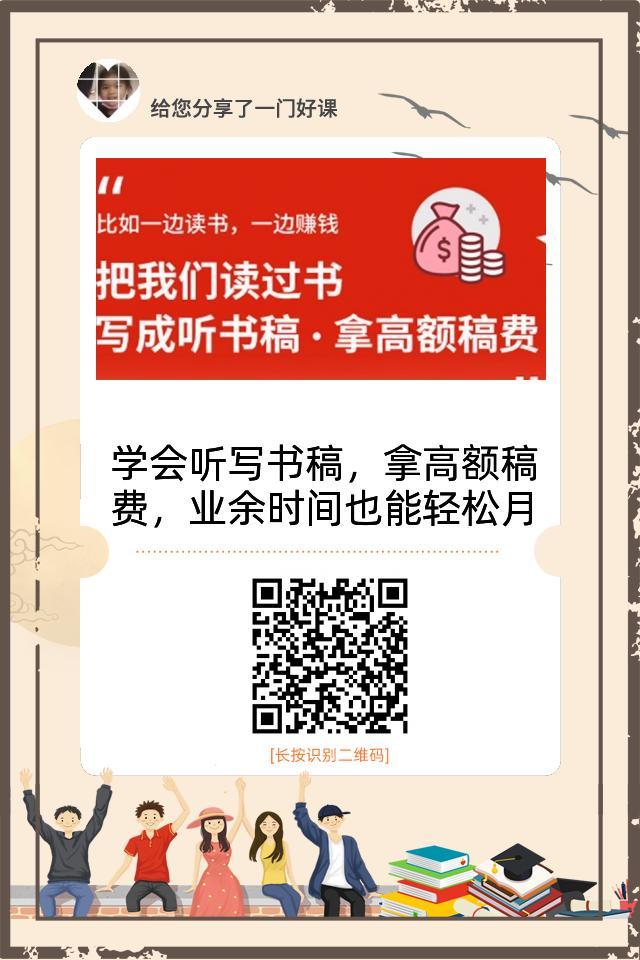 给您分享了一门好课
“
比如一边读书，一边赚钱
把我们读过书
写成听书稿·拿高额稿费
”
学会听写书稿，拿高额稿
费，业余时间也能轻松月
[长按识别二维码]